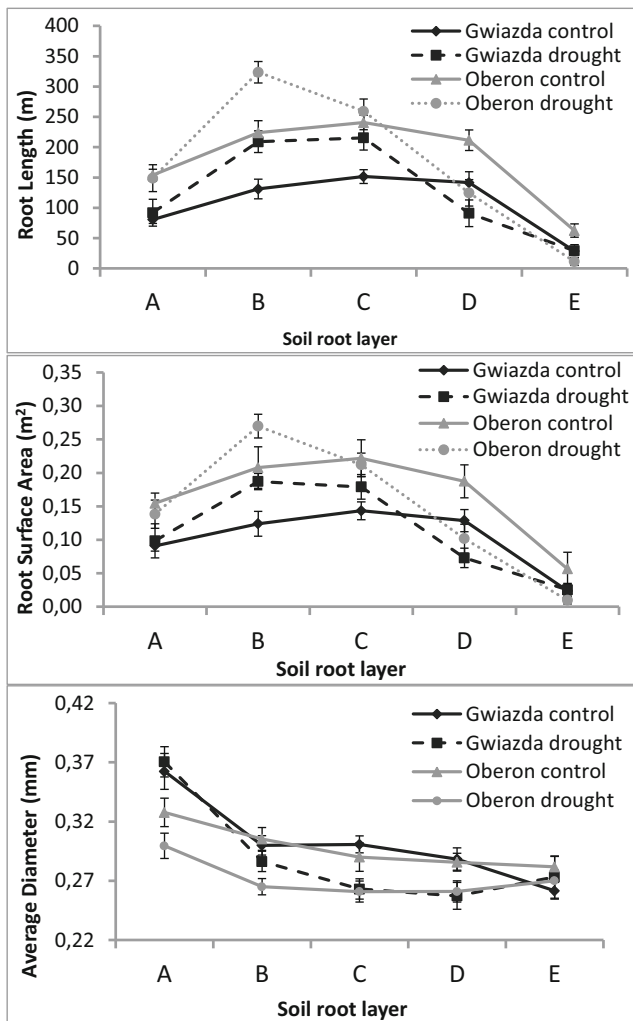 Root Length (m)
400
350
300
250
200
150
100
50
0
Gwiazda control
Gwiazda drought
Oberon control
Oberon drought
A B C D E
Soil root layer
Root Surface Area (m²)
0,35
0,30
0,25
0,20
0,15
0,10
0,05
0,00
Gwiazda control
Gwiazda drought
Oberon control
Oberon drought
A B C D E
Soil root layer
Average Diameter (mm)
0,42
0,37
0,32
0,27
0,22
Gwiazda control
Gwiazda drought
Oberon control
Oberon drought
A B C D E
Soil root layer